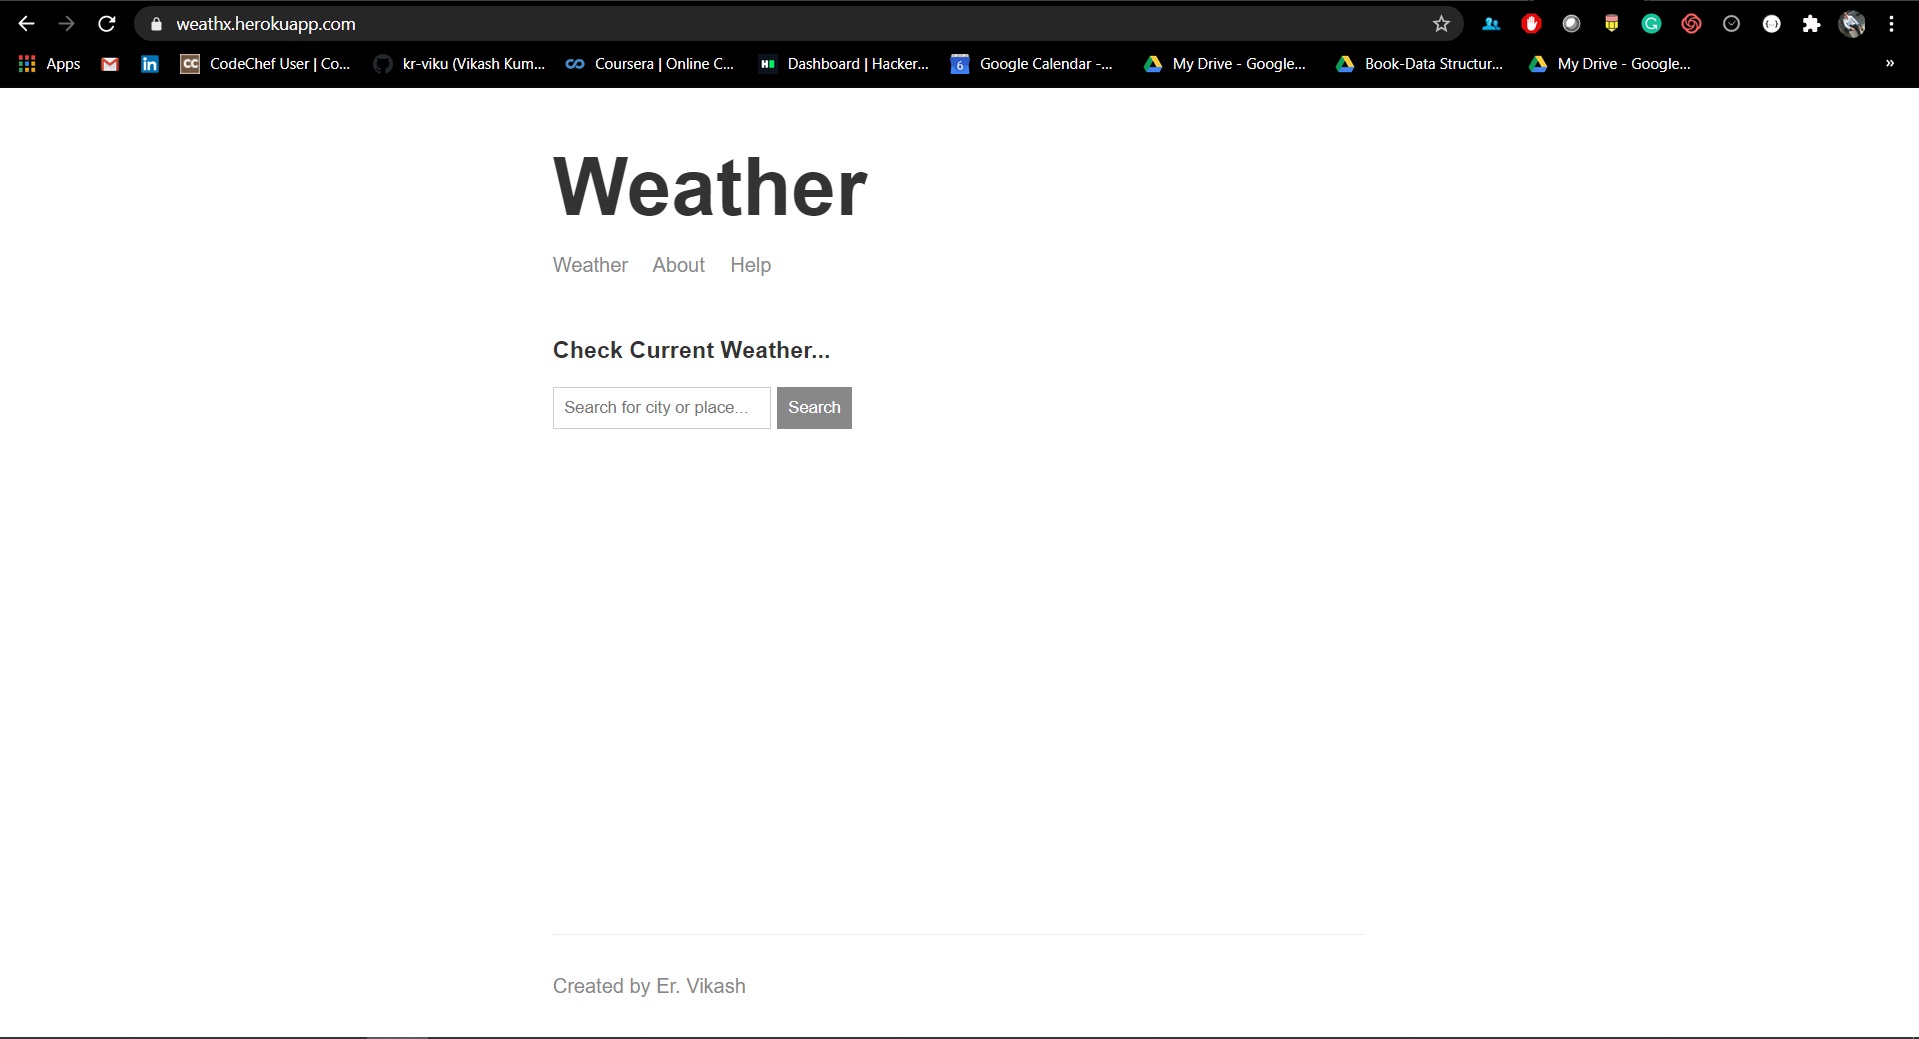 weathx.herokuapp.com
Apps CodeChef User | Co... kr-viku (Vikash Kum... Coursera | Online C... Dashboard | Hacker... 6 Google Calendar -... My Drive - Google... Book-Data Structur... My Drive - Google... »
Weather
Weather About Help
Check Current Weather...
Search for city or place... Search
Created by Er. Vikash